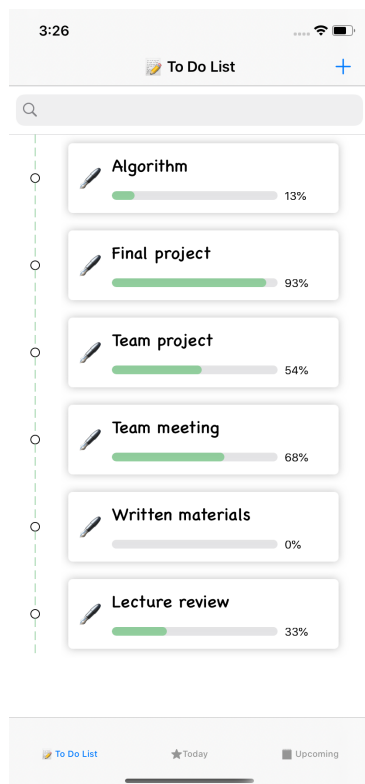 3:26
To Do List
Algorithm
13%
Final project
93%
Team project
54%
Team meeting
68%
Written materials
0%
Lecture review
33%
To Do List
Today
Upcoming